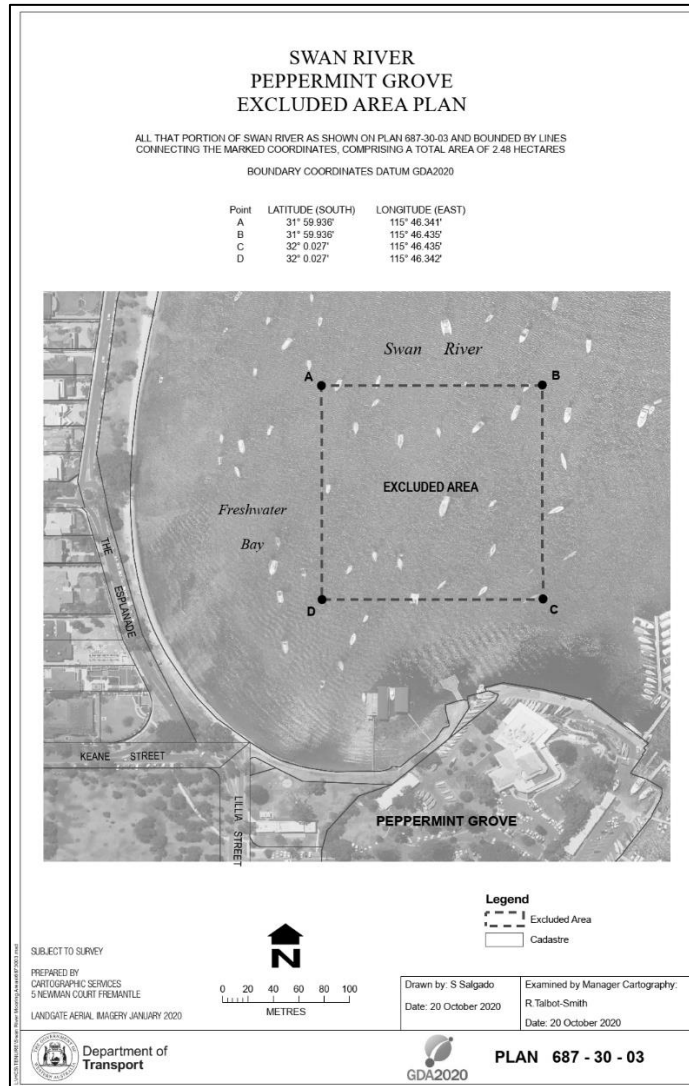 SWAN RIVER
PEPPERMINT GROVE
EXCLUDED AREA PLAN
ALL THAT PORTION OF SWAN RIVER AS SHOWN ON PLAN 687-30-03 AND BOUNDED BY LINES
CONNECTING THE MARKED COORDINATES, COMPRISING A TOTAL AREA OF 2.48 HECTARES
BOUNDARY COORDINATES DATUM GDA2020
Point LATITUDE (SOUTH) LONGITUDE (EAST)
A 31° 59.936' 115° 46.341'
B 31° 59.936' 115° 46.435'
C 32° 0.027' 115° 46.435'
D 32° 0.027' 115° 46.342'
Swan River
A
B
EXCLUDED AREA
Freshwater
Bay
THE ESPLANADE
D
C
KEANE STREET
LILLA STREET
PEPPERMINT GROVE
Legend
Excluded Area
Cadastre
SUBJECT TO SURVEY
PREPARED BY
CARTOGRAPHIC SERVICES
5 NEWMAN COURT FREMANTLE
LANDGATE AERIAL IMAGERY JANUARY 2020
N
0 20 40 60 80 100
METRES
Drawn by: S Salgado
Date: 20 October 2020
Examined by Manager Cartography:
R.Talbot-Smith
Date: 20 October 2020
Department of
Transport
GDA2020
PLAN 687 - 30 - 03